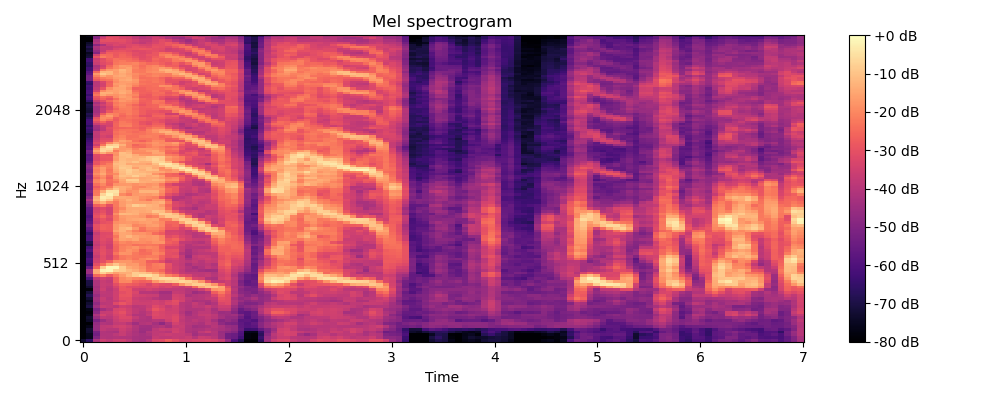 Mel spectrogram
Hz
2048
1024
512
0
0 1 2 3 4 5 6 7
Time
+0 dB
-10 dB
-20 dB
-30 dB
-40 dB
-50 dB
-60 dB
-70 dB
-80 dB